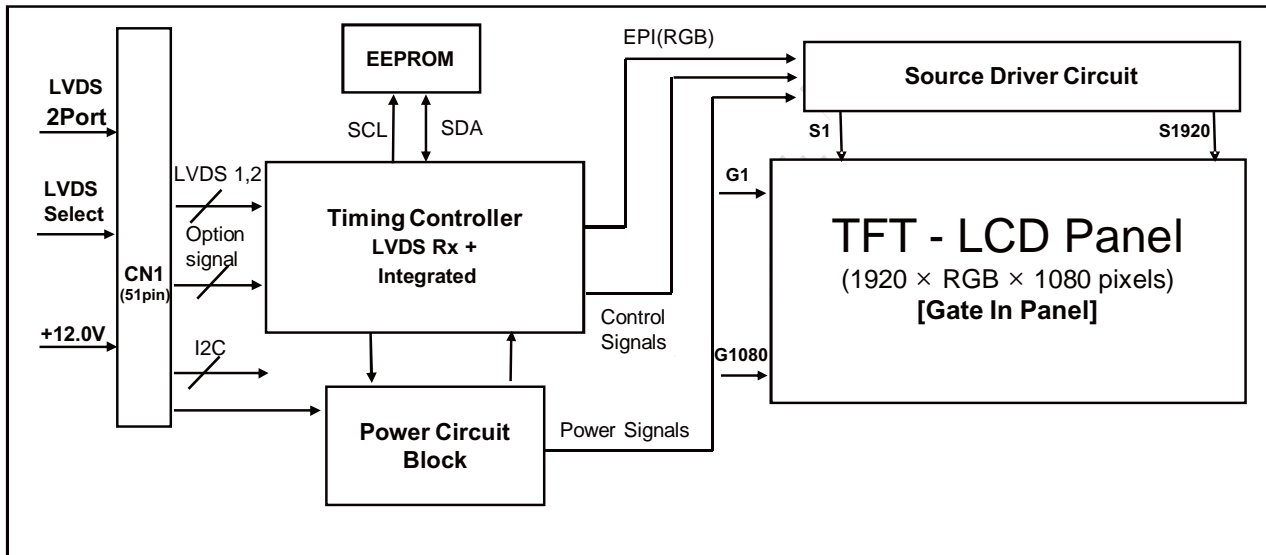 LVDS
2Port
LVDS
Select
+12.0V
CN1
(51pin)
LVDS 1,2
Option
signal
I2C
EEPROM
SCL
SDA
Timing Controller
LVDS Rx +
Integrated
Power Circuit
Block
EPI(RGB)
Control
Signals
Power Signals
Source Driver Circuit
S1
S1920
G1
G1080
TFT - LCD Panel
(1920 × RGB × 1080 pixels)
[Gate In Panel]